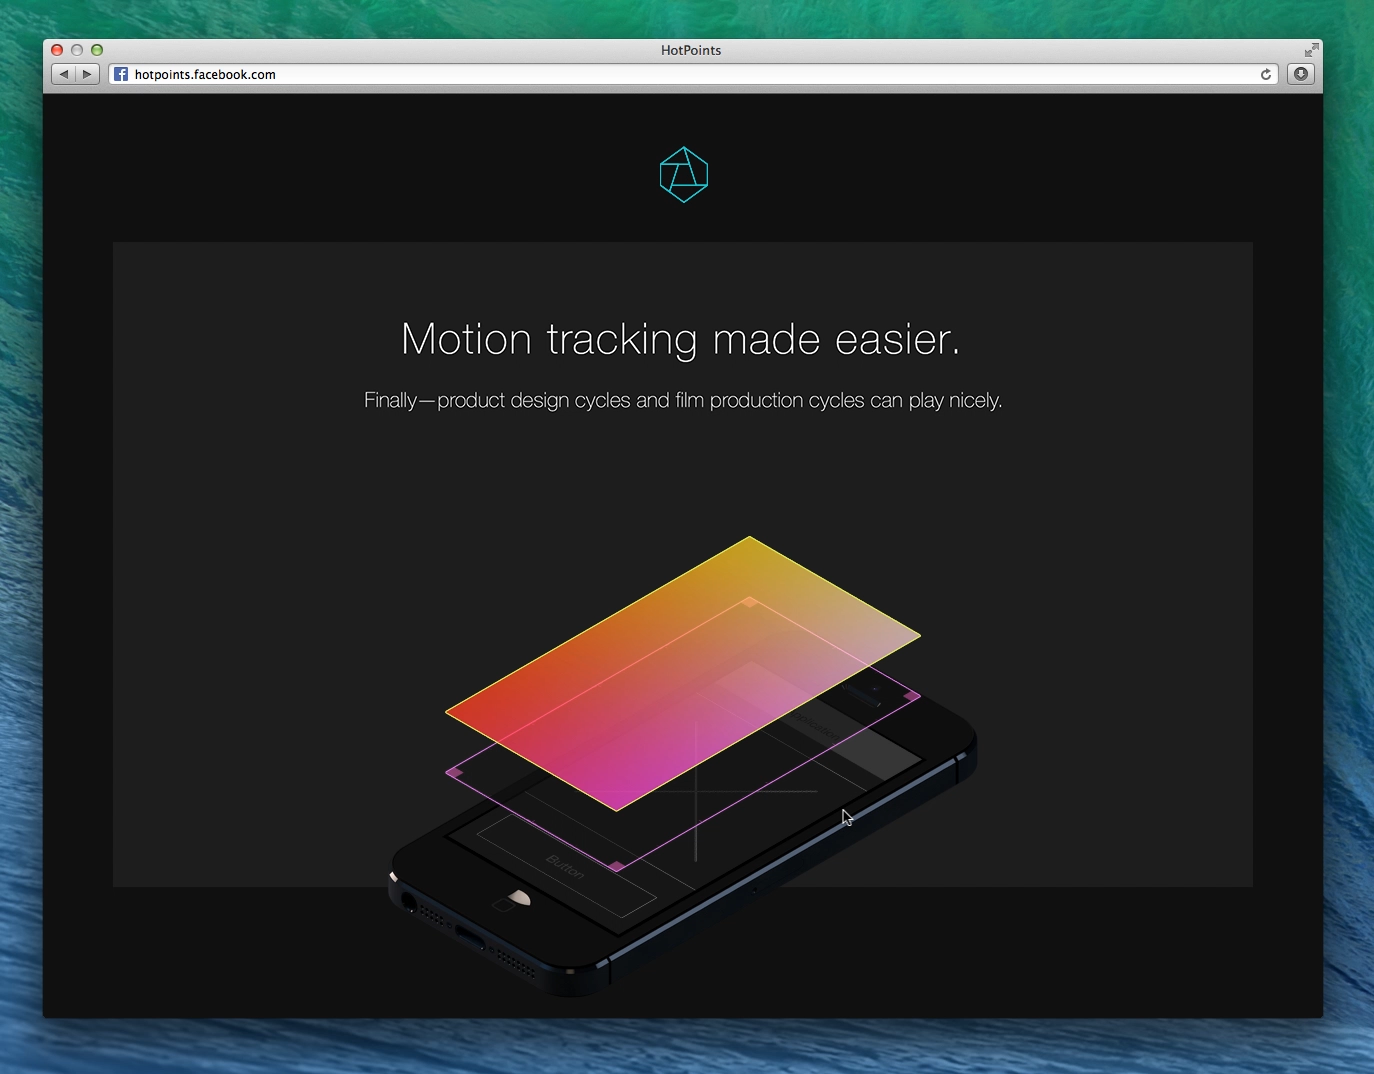 HotPoints
hotpoints.facebook.com
Motion tracking made easier.
Finally—product design cycles and film production cycles can play nicely.
Button